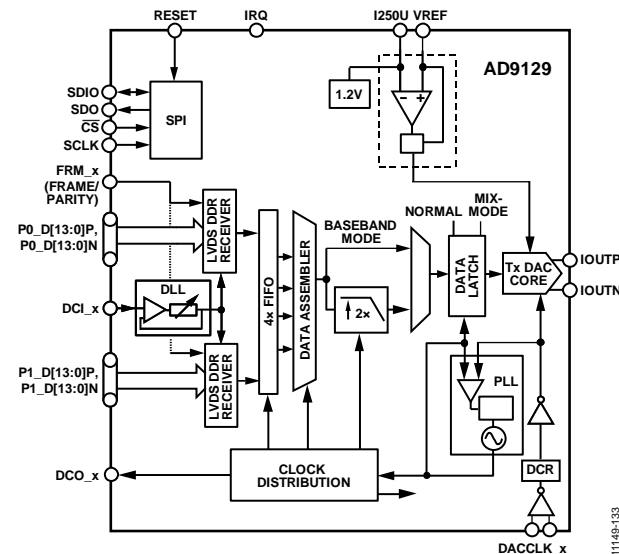 RESET
IRQ
I250U VREF
AD9129
1.2V
SDIO
SDO
CS
SCLK
SPI
FRM_x
(FRAME/
PARITY)
P0_D[13:0]P,
P0_D[13:0]N
LVDS DDR
RECEIVER
DLL
DCI_x
4× FIFO
DATA ASSEMBLER
BASEBAND
MODE
2×
NORMAL
MIX-
MODE
DATA
LATCH
Tx DAC
CORE
IOUTP
IOUTN
P1_D[13:0]P,
P1_D[13:0]N
LVDS DDR
RECEIVER
PLL
DCO_x
CLOCK
DISTRIBUTION
DCR
DACCLK_x
11149-133